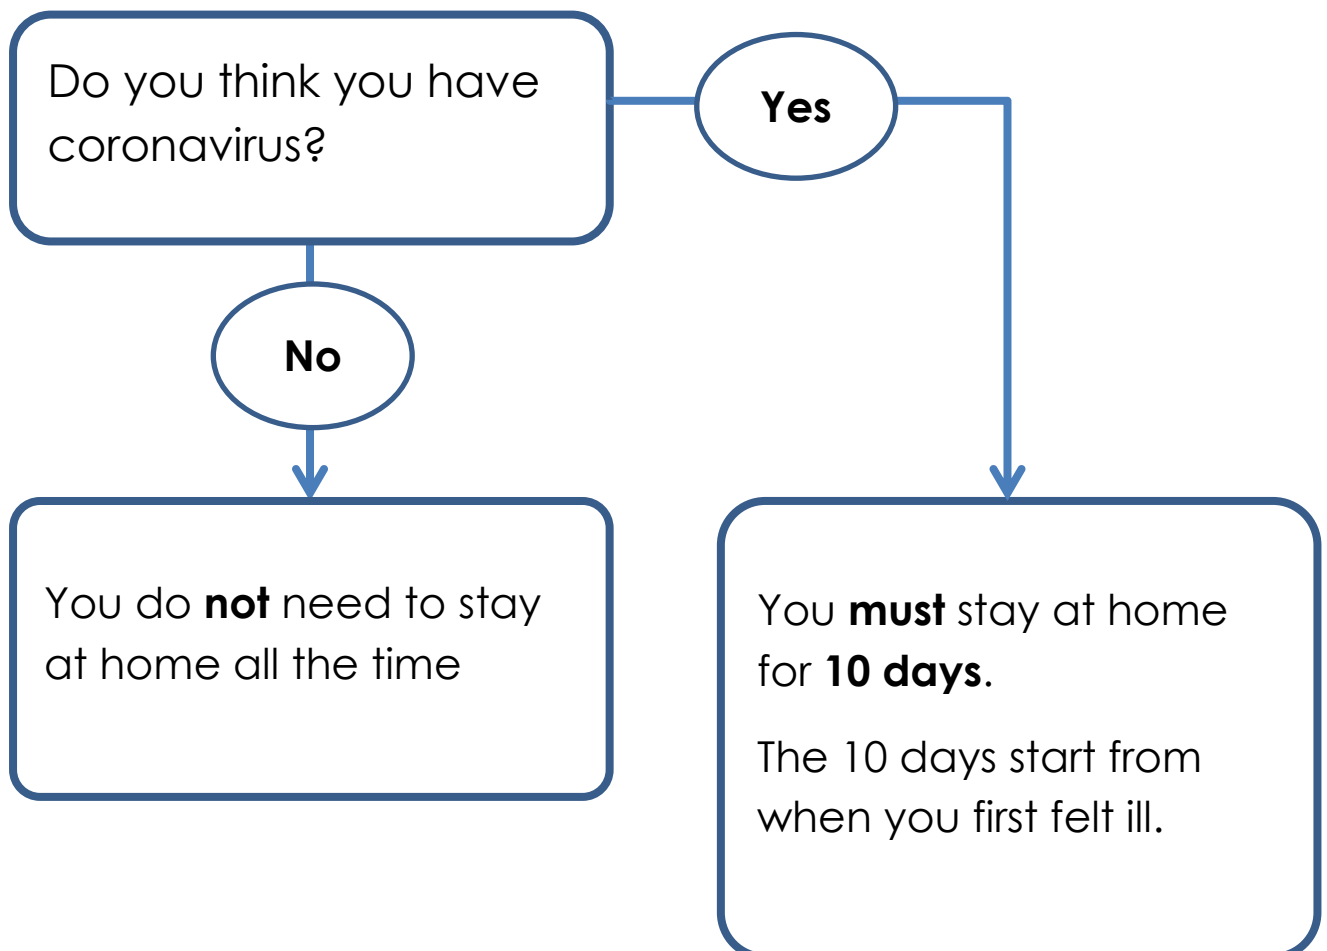 Do you think you have
coronavirus?
Yes
No
You do not need to stay
at home all the time
You must stay at home
for 10 days.
The 10 days start from
when you first felt ill.